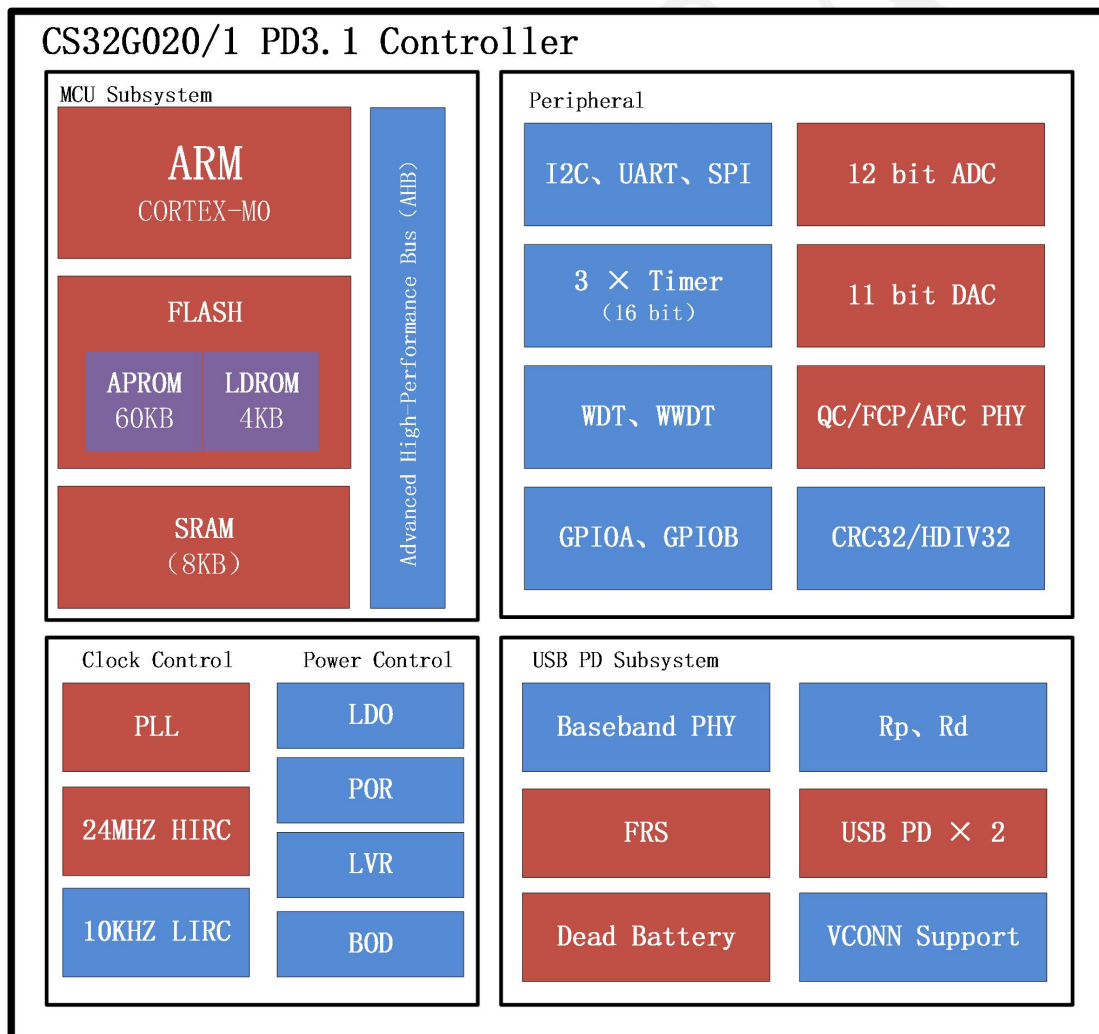 CS32G020/1 PD3.1 Controller
MCU Subsystem
ARM
CORTEX-M0
FLASH
APROM
60KB
LDROM
4KB
SRAM
(8KB)
Advanced High-Performance Bus (AHB)
Peripheral
I2C、UART、SPI
12 bit ADC
3 × Timer
(16 bit)
11 bit DAC
WDT、WWDT
QC/FCP/AFC PHY
GPIOA、GPIOB
CRC32/HDIV32
Clock Control
PLL
24MHZ HIRC
10KHZ LIRC
Power Control
LDO
POR
LVR
BOD
USB PD Subsystem
Baseband PHY
Rp、Rd
FRS
USB PD × 2
Dead Battery
VCONN Support